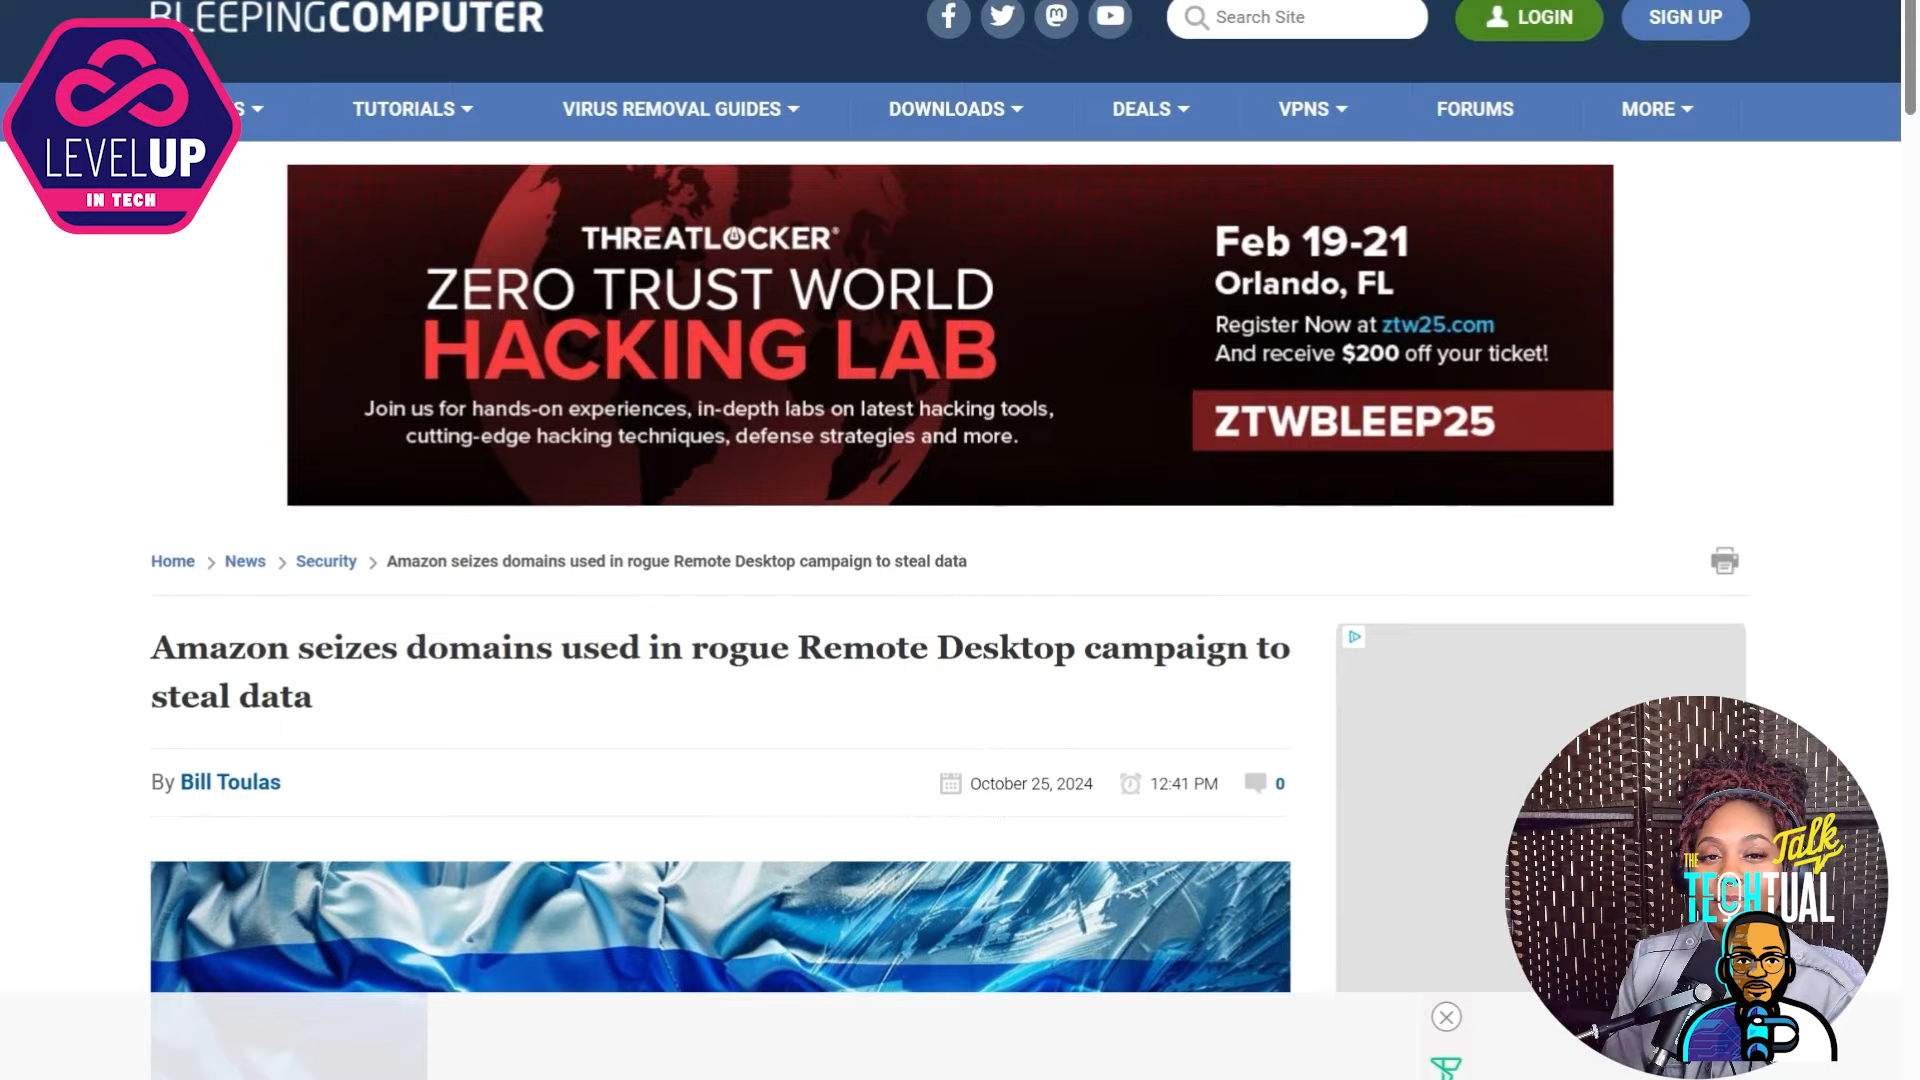 BLEEPINGCOMPUTER
Search Site
LOGIN
SIGN UP
LEVELUP
IN TECH
S
TUTORIALS
VIRUS REMOVAL GUIDES
DOWNLOADS
DEALS
VPNS
FORUMS
MORE
THREATLOCKER®
ZERO TRUST WORLD
HACKING LAB
Join us for hands-on experiences, in-depth labs on latest hacking tools,
cutting-edge hacking techniques, defense strategies and more.
Feb 19-21
Orlando, FL
Register Now at ztw25.com
And receive $200 off your ticket!
ZTWBLEEP25
Home
News
Security
Amazon seizes domains used in rogue Remote Desktop campaign to steal data
Amazon seizes domains used in rogue Remote Desktop campaign to
steal data
By Bill Toulas
October 25, 2024
12:41 PM
0
THE
Talk
TECHTUAL